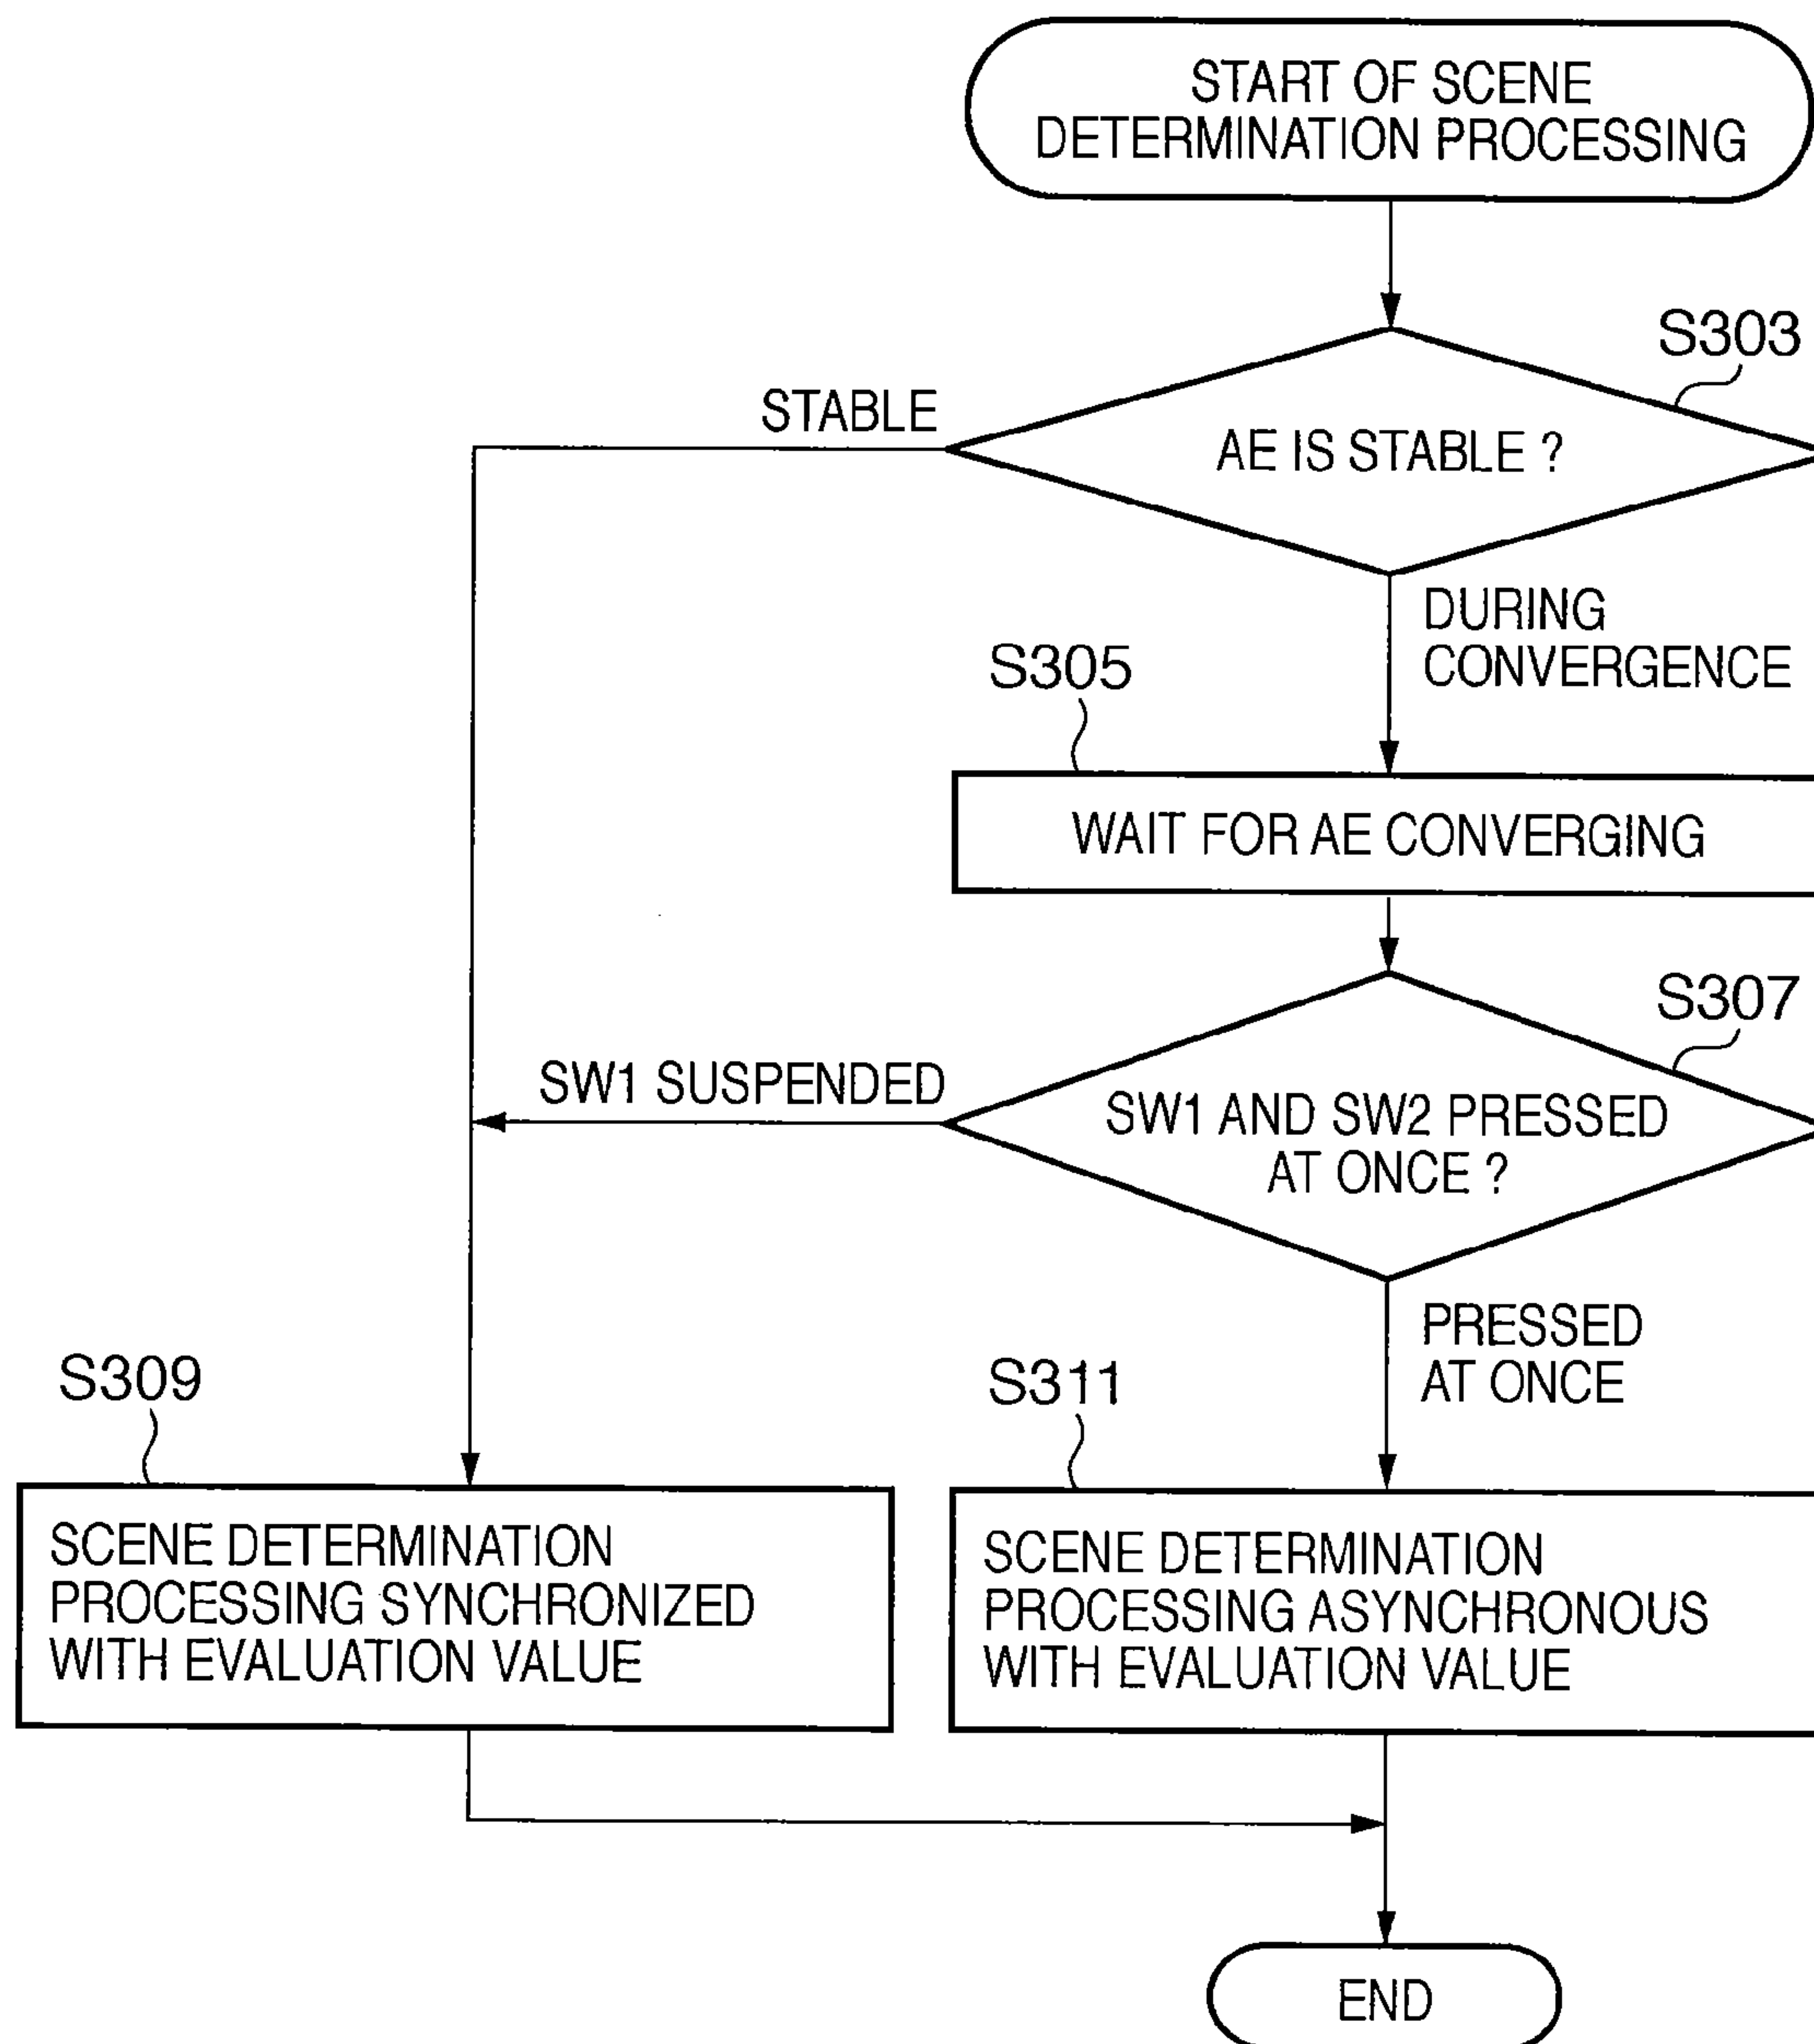 START OF SCENE
DETERMINATION PROCESSING
S303
STABLE
AE IS STABLE ?
DURING
CONVERGENCE
S305
WAIT FOR AE CONVERGING
S307
SW1 SUSPENDED
SW1 AND SW2 PRESSED
AT ONCE ?
PRESSED
AT ONCE
S309
S311
SCENE DETERMINATION
PROCESSING SYNCHRONIZED
WITH EVALUATION VALUE
SCENE DETERMINATION
PROCESSING ASYNCHRONOUS
WITH EVALUATION VALUE
END